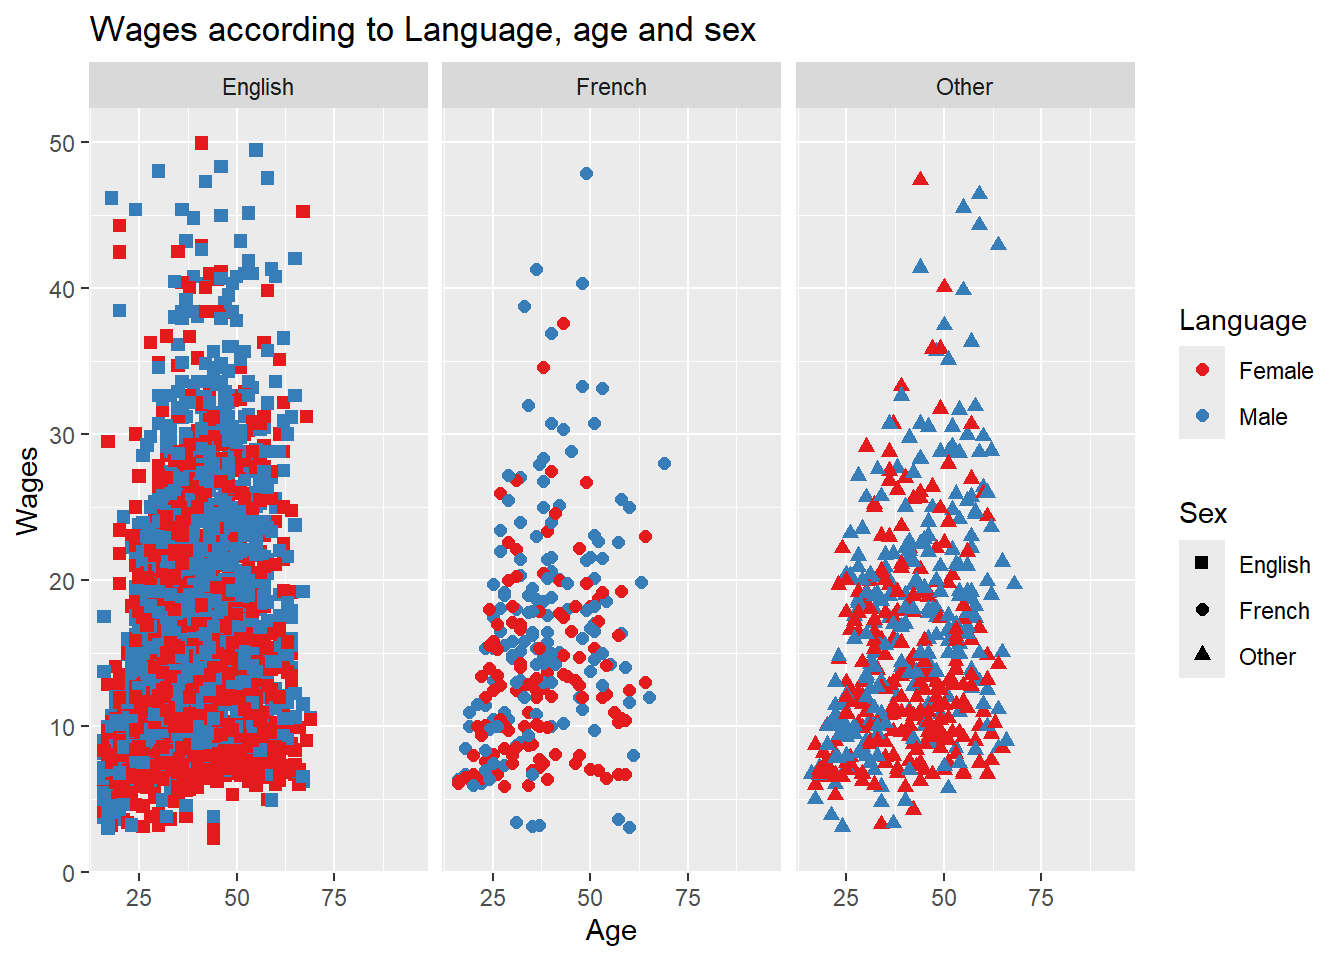 Wages according to Language, age and sex
English
French
Other
50
40
30
20
10
0
Wages
25
50
75
25
50
75
25
50
75
Age
Language
Female
Male
Sex
English
French
Other